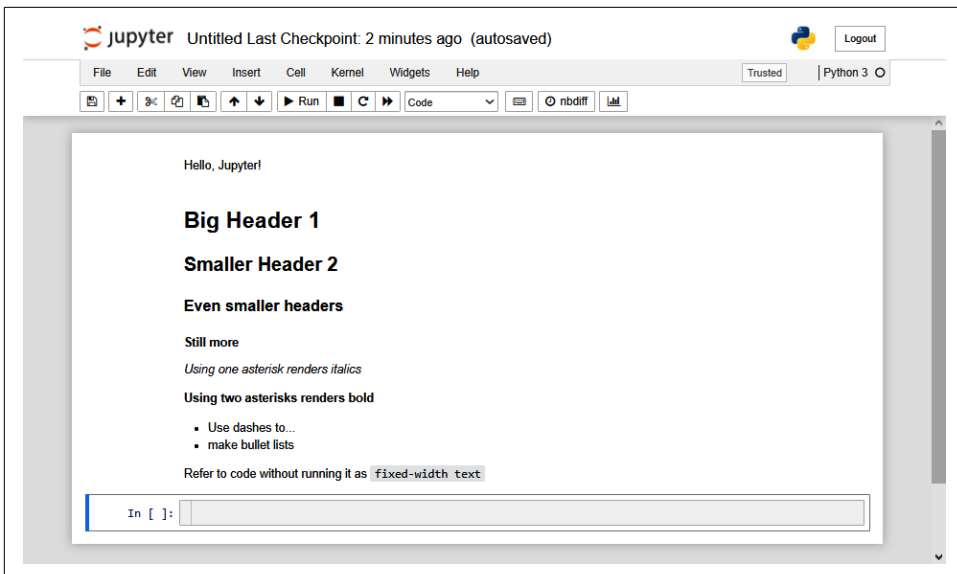 jupyter Untitled Last Checkpoint: 2 minutes ago (autosaved) Logout
File Edit View Insert Cell Kernel Widgets Help Trusted Python 3
Run Code nbdiff
Hello, Jupyter!
Big Header 1
Smaller Header 2
Even smaller headers
Still more
Using one asterisk renders italics
Using two asterisks renders bold
• Use dashes to...
• make bullet lists
Refer to code without running it as fixed-width text
In [ ]: